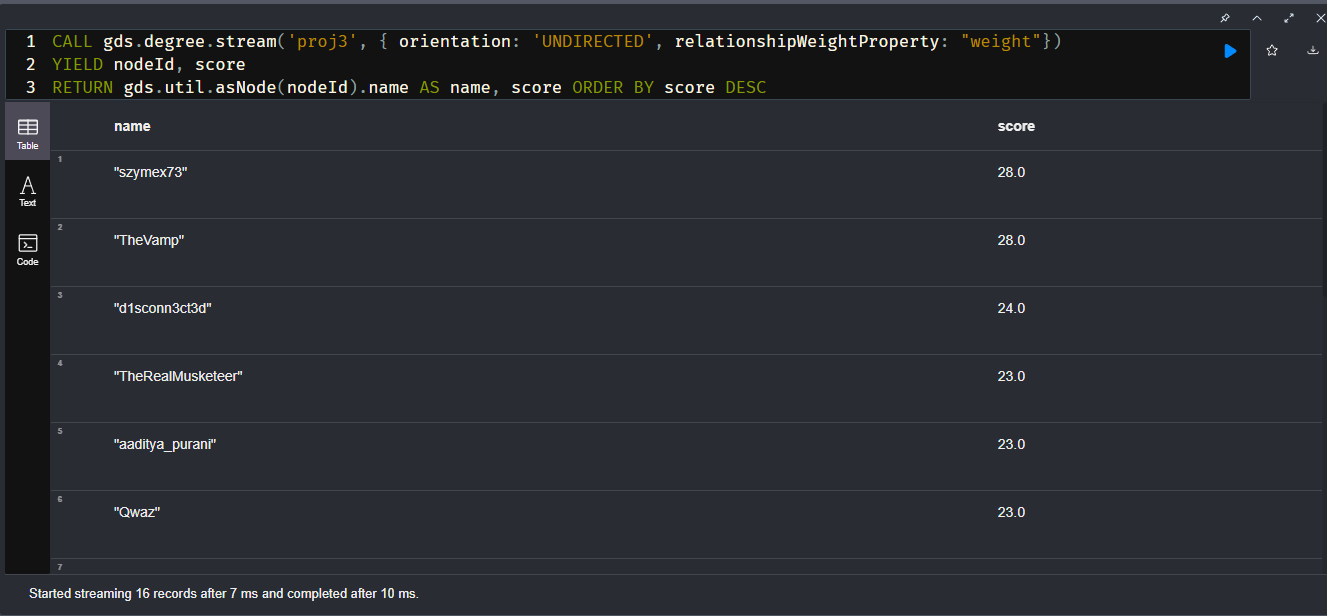 1 CALL gds.degree.stream('proj3', { orientation: 'UNDIRECTED', relationshipWeightProperty: "weight"})
2 YIELD nodeId, score
3 RETURN gds.util.asNode(nodeId).name AS name, score ORDER BY score DESC
Table
Text
Code
name score
1 "szymex73" 28.0
2 "TheVamp" 28.0
3 "d1sconn3ct3d" 24.0
4 "TheRealMusketeer" 23.0
5 "aaditya_purani" 23.0
6 "Qwaz" 23.0
7
Started streaming 16 records after 7 ms and completed after 10 ms.